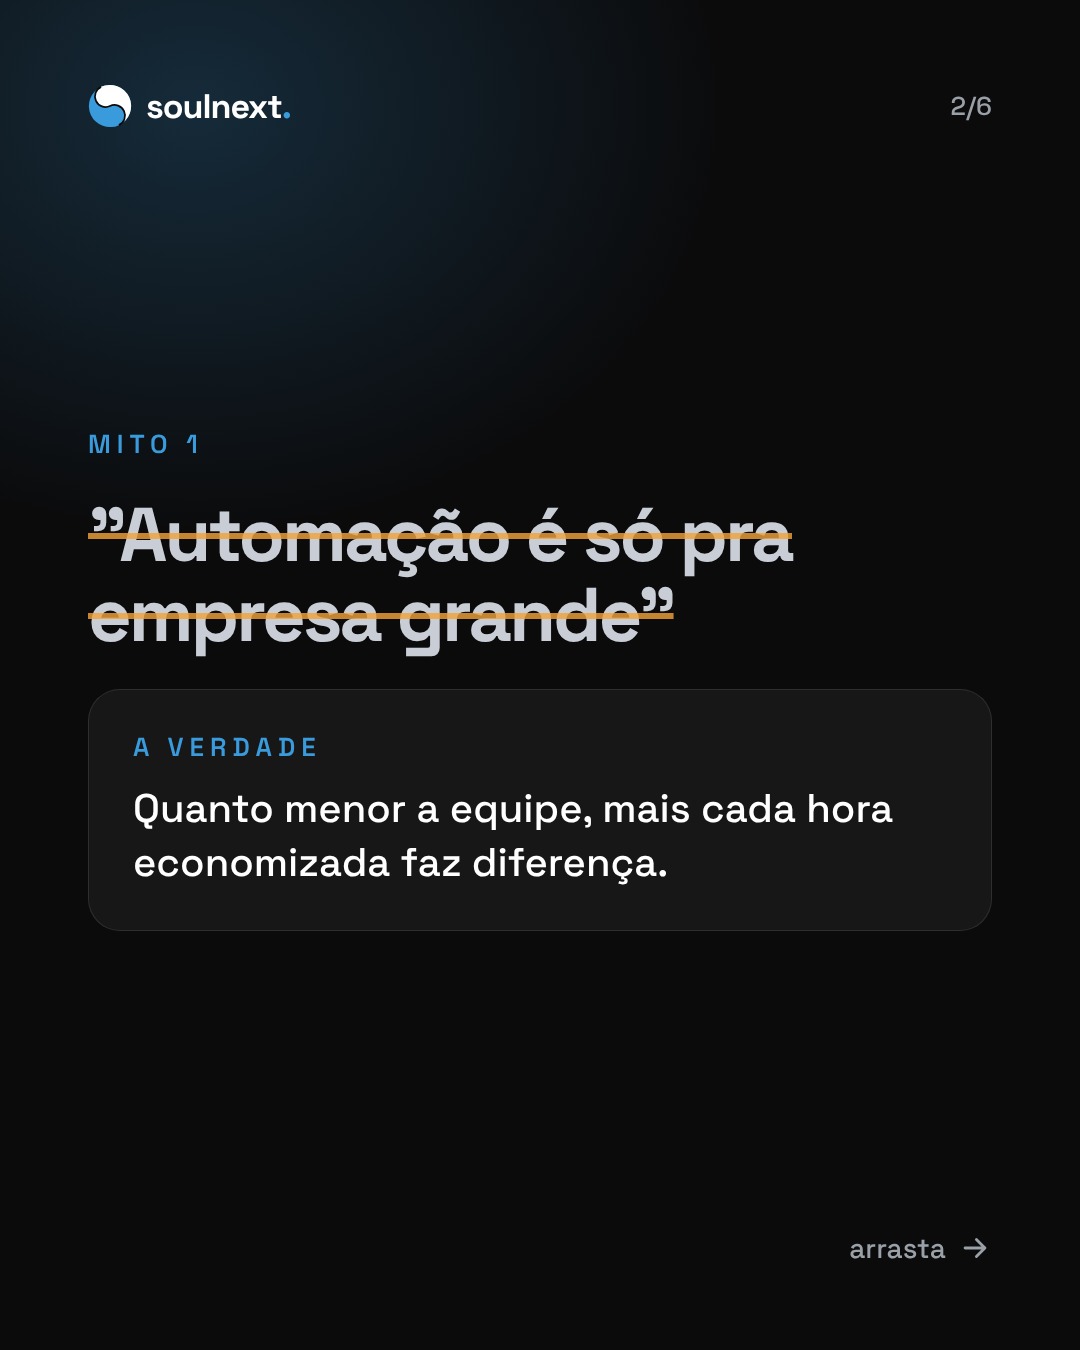 soulnext.
2/6
MITO 1
”Automação é só pra
empresa grande”
A VERDADE
Quanto menor a equipe, mais cada hora
economizada faz diferença.
arrasta →